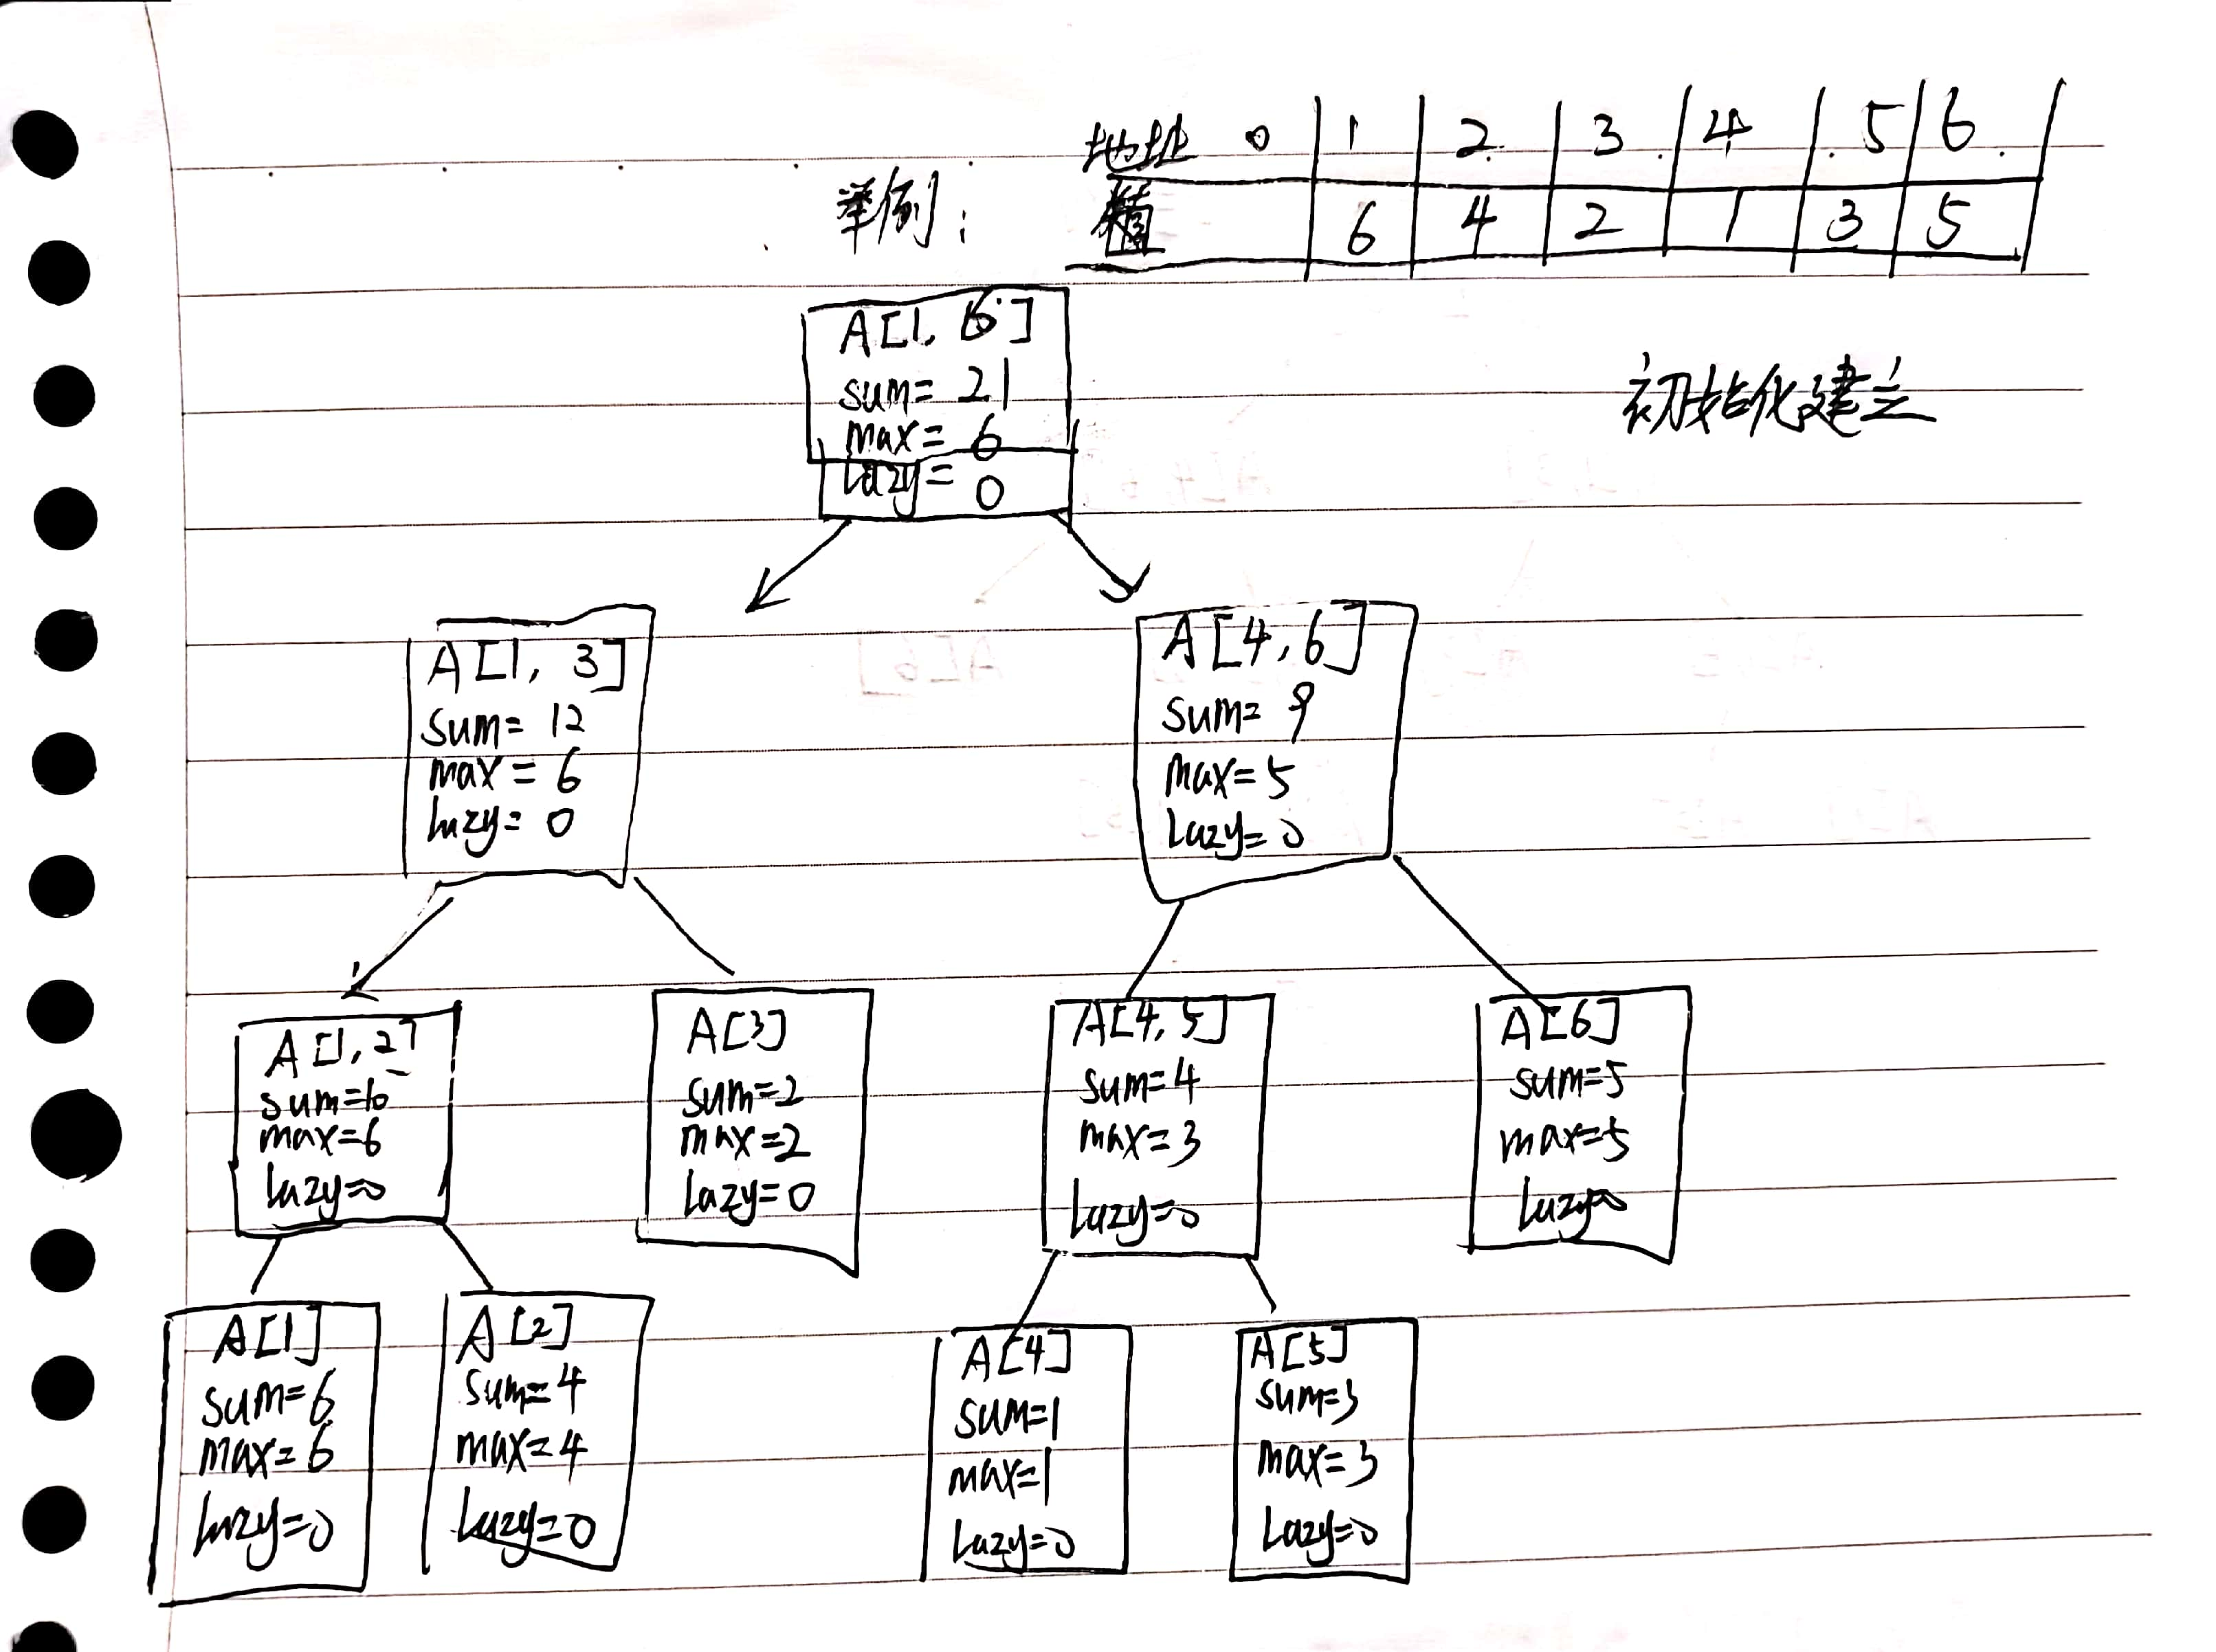 地址 0 1 2 3 4 5 6
举例: 值 6 4 2 1 3 5
A[1, 6]
sum=21
max=6
lazy=0
初始化建立
A[1, 3]
sum=12
max=6
lazy=0
A[4,6]
sum=9
max=5
lazy=0
A[1,2]
sum=10
max=6
lazy=0
A[3]
sum=2
max=2
lazy=0
A[4,5]
sum=4
max=3
lazy=0
A[6]
sum=5
max=5
lazy=0
A[1]
sum=6
max=6
lazy=0
A[2]
sum=4
max=4
lazy=0
A[4]
sum=1
max=1
lazy=0
A[5]
sum=3
max=3
lazy=0